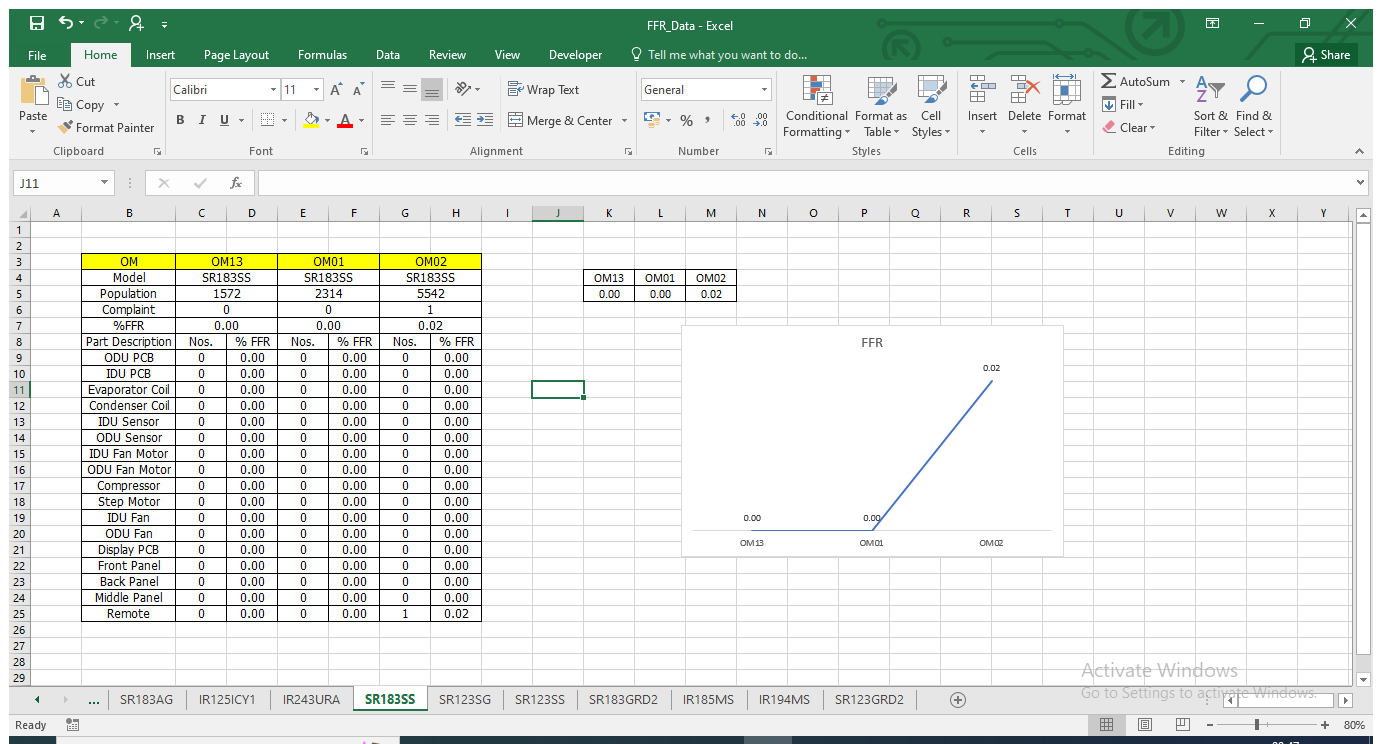 FFR_Data - Excel
File Home Insert Page Layout Formulas Data Review View Developer Tell me what you want to do... Share
Cut
Copy
Format Painter
Paste
Clipboard
Calibri 11 A A
B I U A
Font
Wrap Text
Merge & Center
Alignment
General
% , .00 .00
Number
Conditional Formatting
Format as Table
Cell Styles
Styles
Insert Delete Format
Cells
AutoSum
Fill
Clear
Sort & Filter
Find & Select
Editing
J11 fx
A B C D E F G H I J K L M N O P Q R S T U V W X Y
1
2
3 OM OM13 OM01 OM02
4 Model SR183SS SR183SS SR183SS OM13 OM01 OM02
5 Population 1572 2314 5542 0.00 0.00 0.02
6 Complaint 0 0 1
7 %FFR 0.00 0.00 0.02
8 Part Description Nos. % FFR Nos. % FFR Nos. % FFR
9 ODU PCB 0 0.00 0 0.00 0 0.00
10 IDU PCB 0 0.00 0 0.00 0 0.00
11 Evaporator Coil 0 0.00 0 0.00 0 0.00
12 Condenser Coil 0 0.00 0 0.00 0 0.00
13 IDU Sensor 0 0.00 0 0.00 0 0.00
14 ODU Sensor 0 0.00 0 0.00 0 0.00
15 IDU Fan Motor 0 0.00 0 0.00 0 0.00
16 ODU Fan Motor 0 0.00 0 0.00 0 0.00
17 Compressor 0 0.00 0 0.00 0 0.00
18 Step Motor 0 0.00 0 0.00 0 0.00
19 IDU Fan 0 0.00 0 0.00 0 0.00
20 ODU Fan 0 0.00 0 0.00 0 0.00
21 Display PCB 0 0.00 0 0.00 0 0.00
22 Front Panel 0 0.00 0 0.00 0 0.00
23 Back Panel 0 0.00 0 0.00 0 0.00
24 Middle Panel 0 0.00 0 0.00 0 0.00
25 Remote 0 0.00 0 0.00 1 0.02
26
27
28
29
FFR
0.02
0.00 0.00
OM13 OM01 OM02
Activate Windows
Go to Settings to activate Windows.
... SR183AG IR125ICY1 IR243URA SR183SS SR123SG SR123SS SR183GRD2 IR185MS IR194MS SR123GRD2
Ready 80%